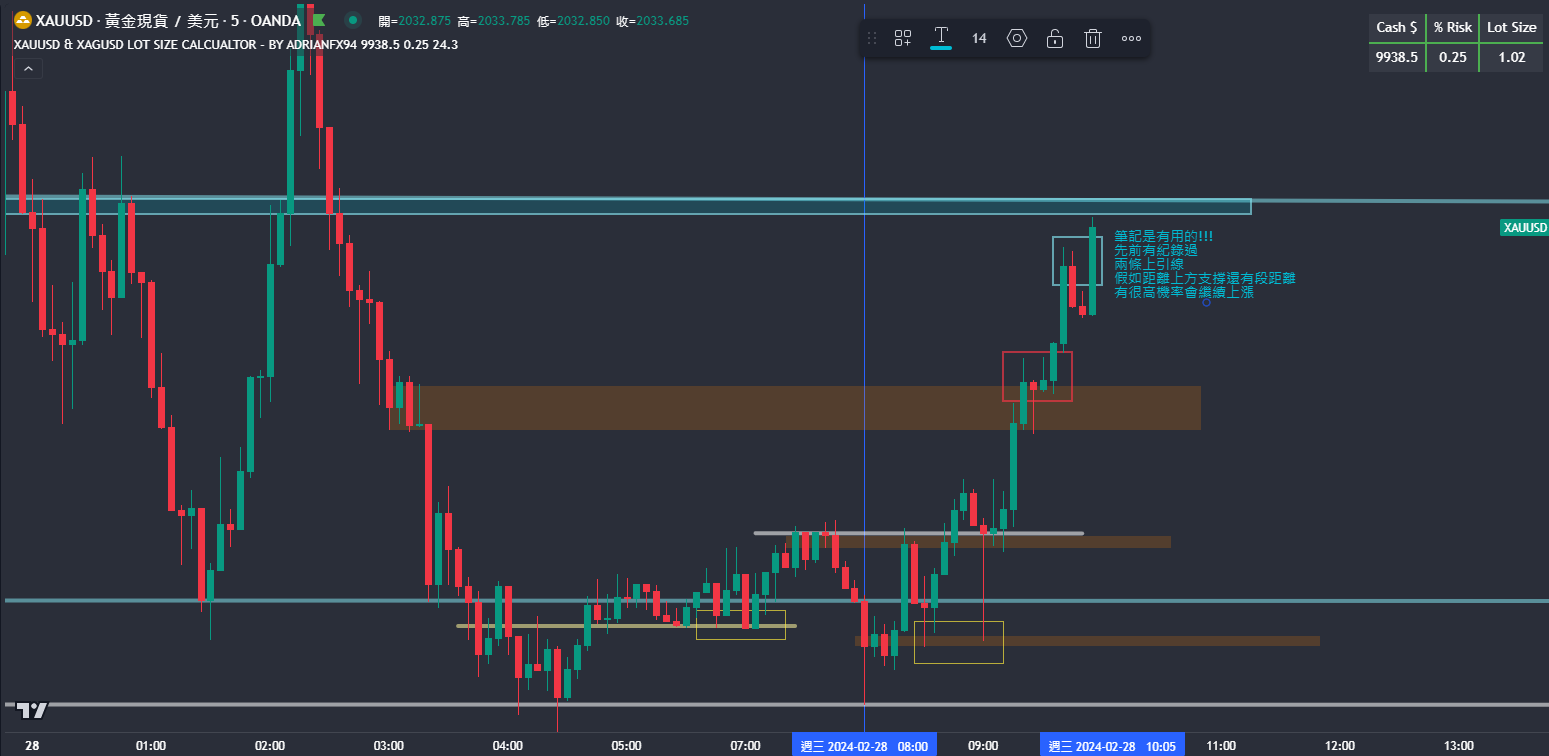 XAUUSD · 黃金現貨 / 美元 · 5 · OANDA 開=2032.875 高=2033.785 低=2032.850 收=2033.685
XAUUSD & XAGUSD LOT SIZE CALCUALTOR - BY ADRIANFX94 9938.5 0.25 24.3
T 14
Cash $ % Risk Lot Size
9938.5 0.25 1.02
XAUUSD
筆記是有用的!!!
先前有紀錄過
兩條上引線
假如距離上方支撐還有段距離
有很高機率會繼續上漲
28 01:00 02:00 03:00 04:00 05:00 07:00 週三 2024-02-28 08:00 09:00 週三 2024-02-28 10:05 11:00 12:00 13:00